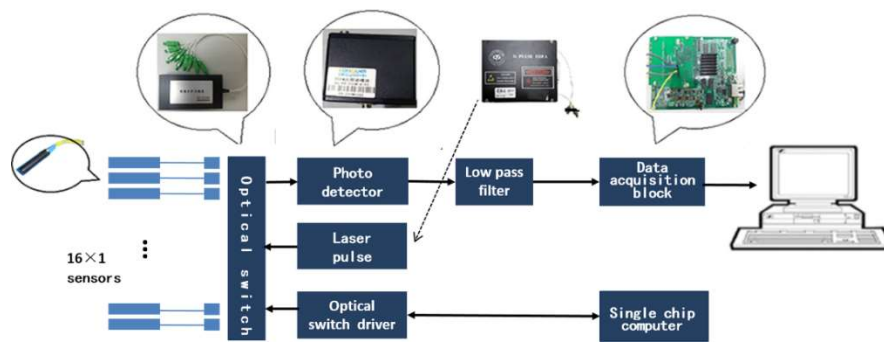 Photo
detector
Low pass
filter
Data
acquisition
block
Optical switch
Laser
pulse
16×1
sensors
Optical
switch driver
Single chip
computer